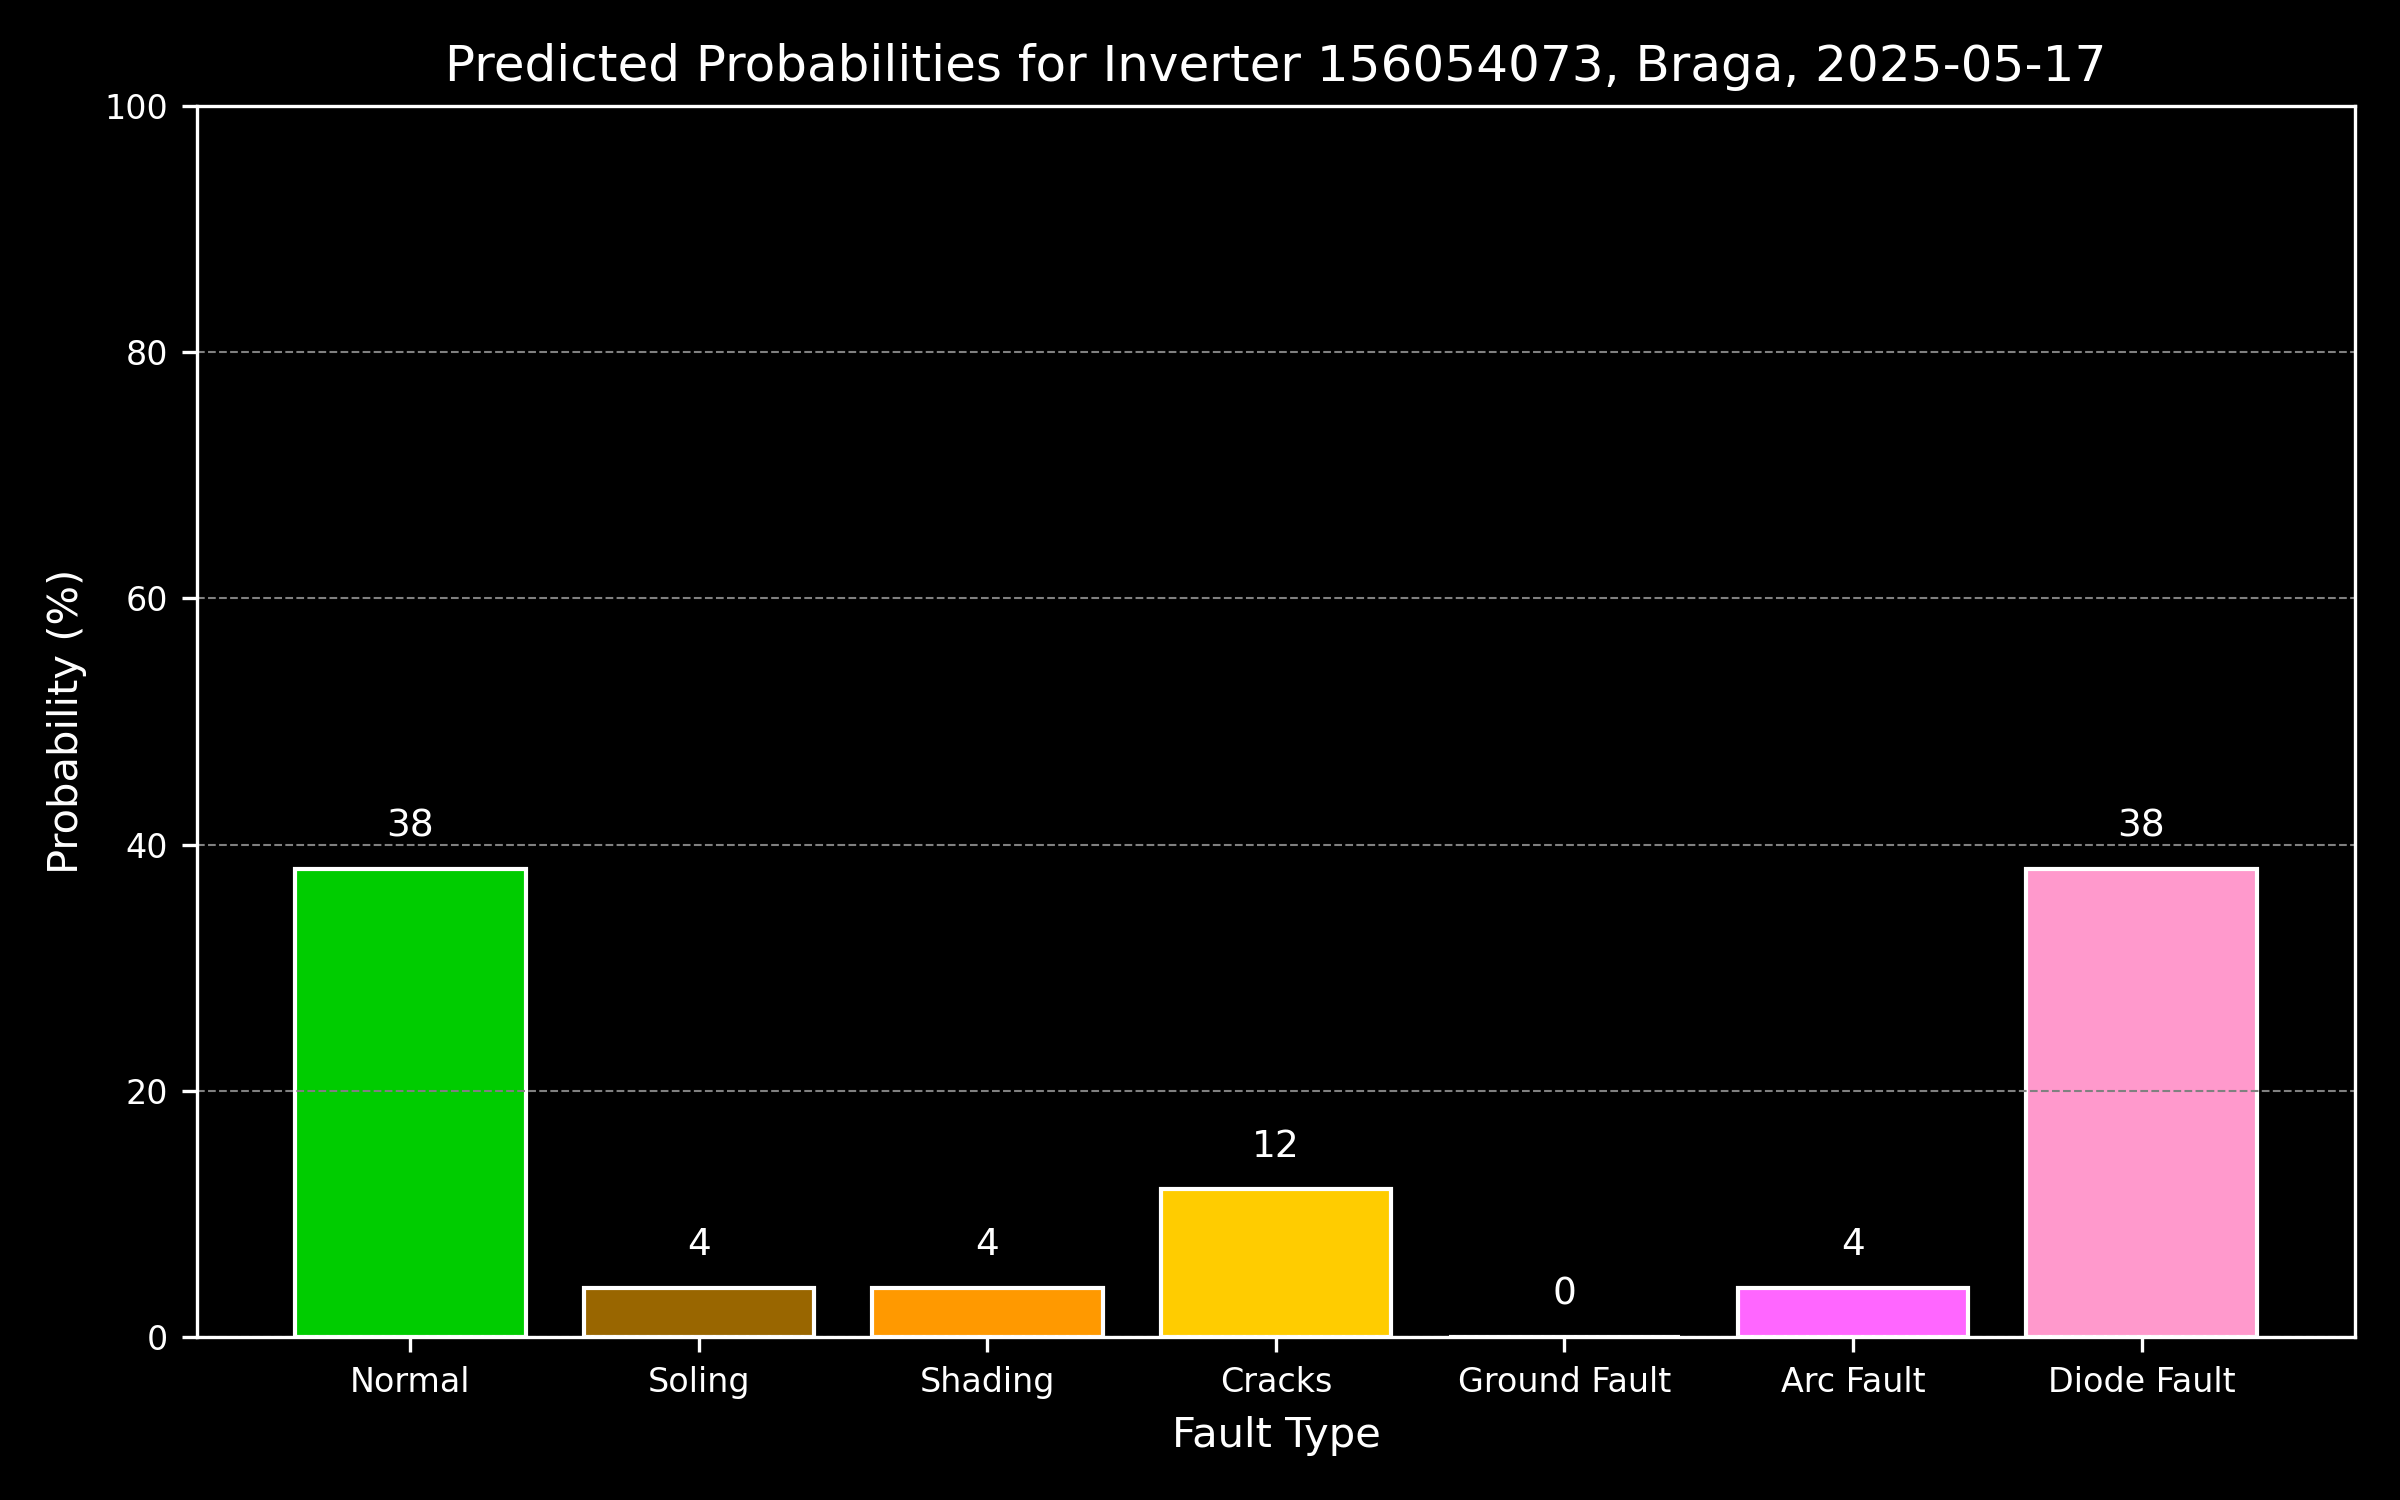 Predicted Probabilities for Inverter 156054073, Braga, 2025-05-17
Probability (%)
100
80
60
40
20
0
38
4
4
12
0
4
38
Normal
Soling
Shading
Cracks
Ground Fault
Arc Fault
Diode Fault
Fault Type